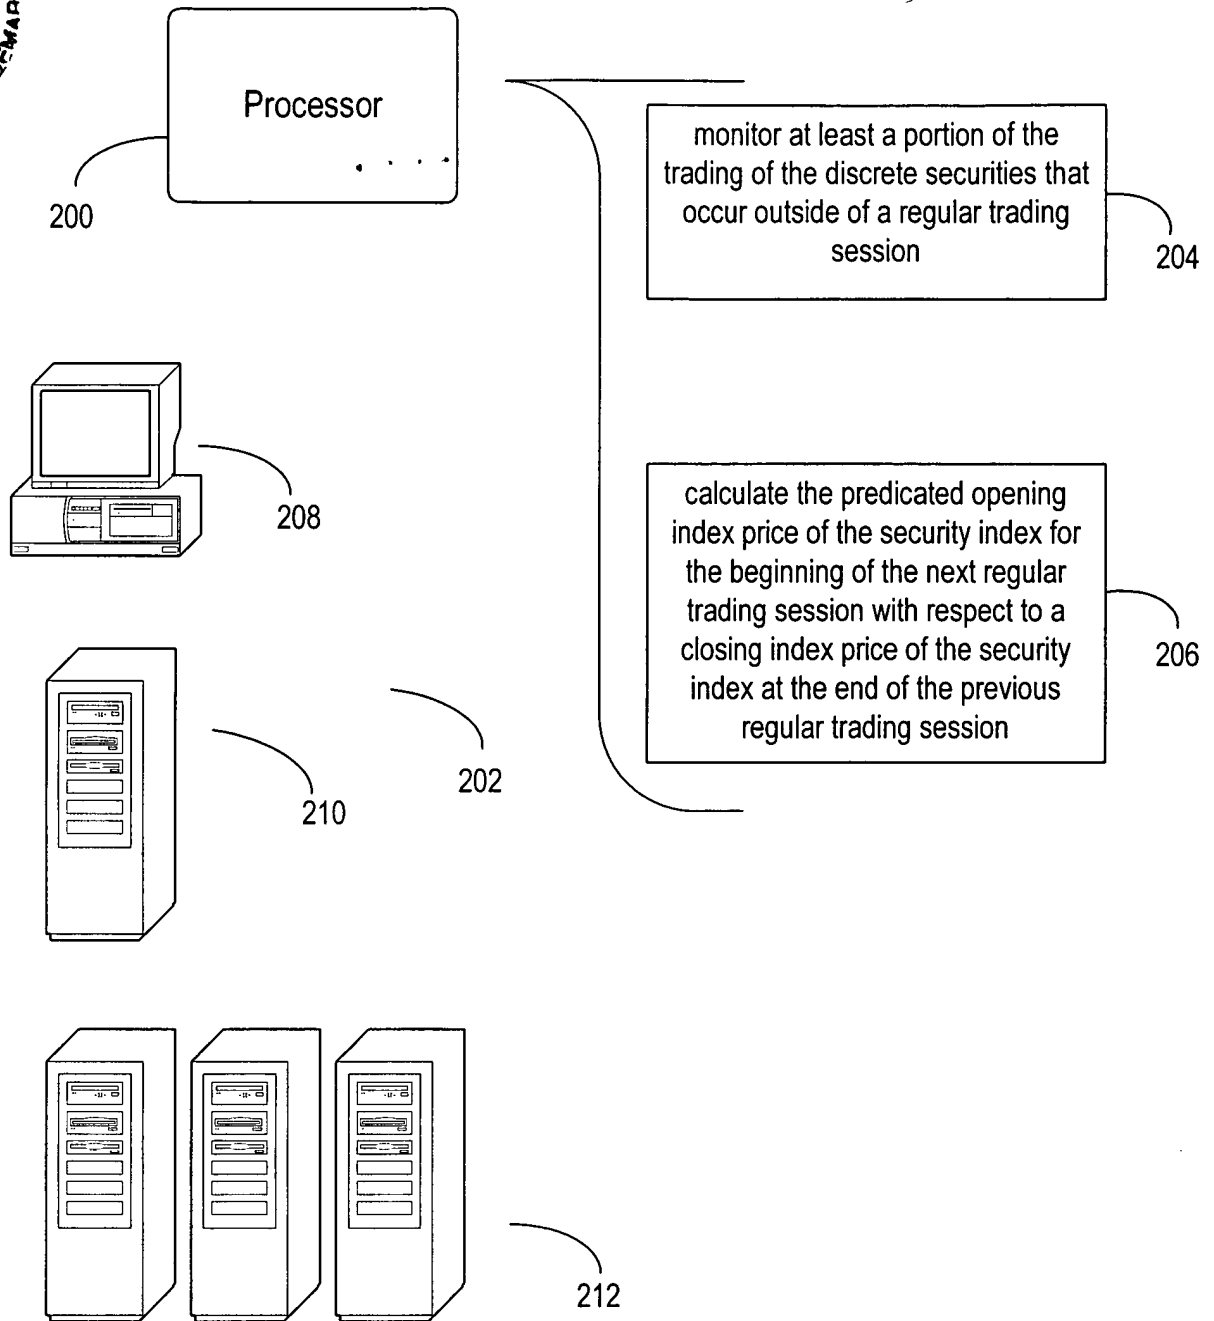 Processor
200
monitor at least a portion of the
trading of the discrete securities that
occur outside of a regular trading
session
204
208
calculate the predicated opening
index price of the security index for
the beginning of the next regular
trading session with respect to a
closing index price of the security
index at the end of the previous
regular trading session
206
210
202
212